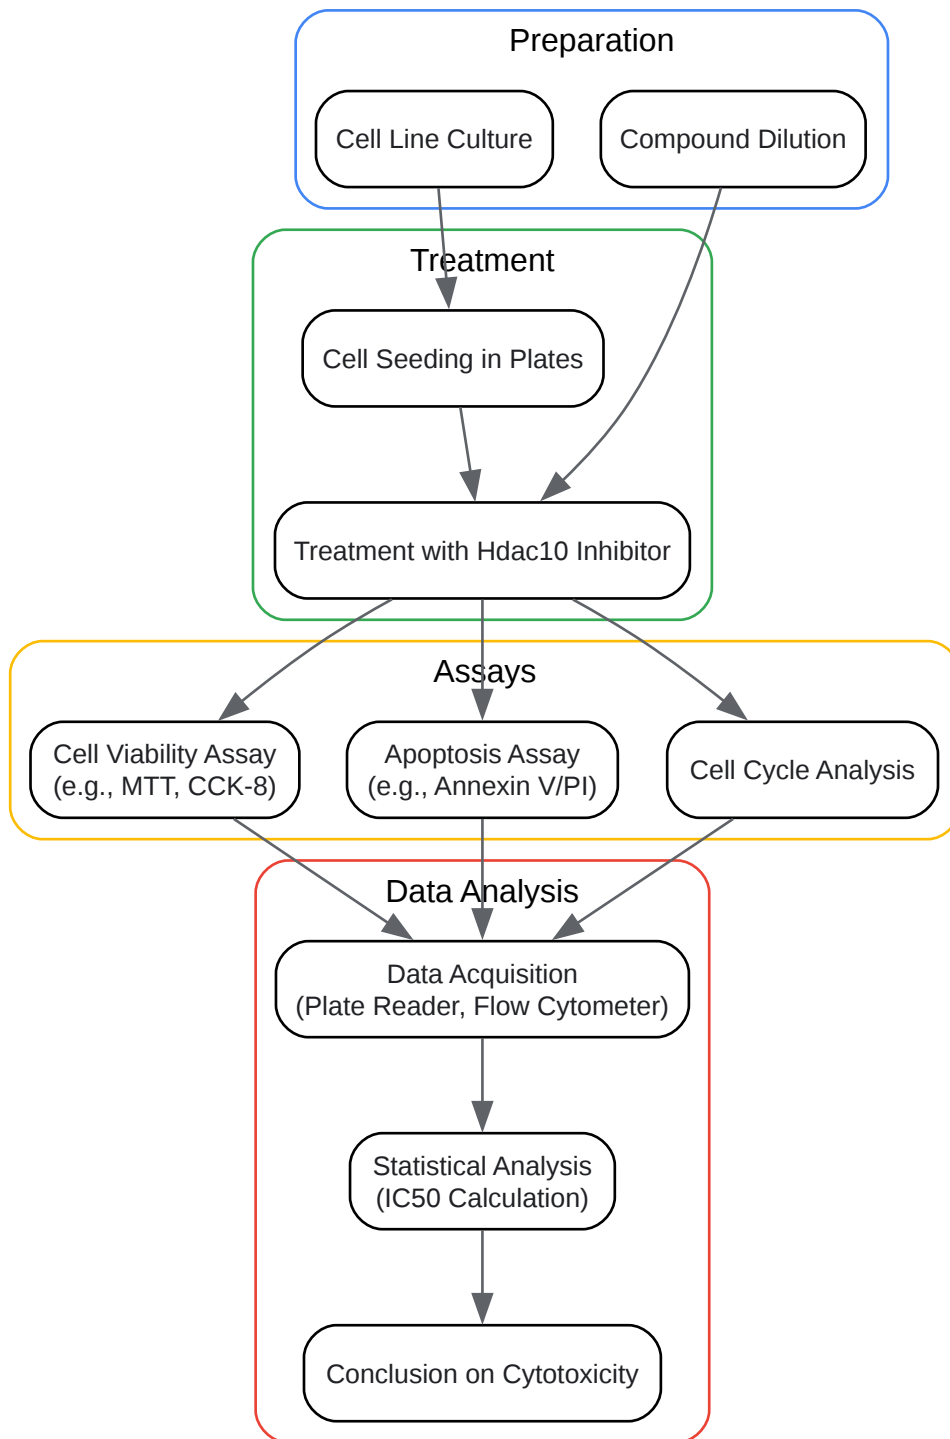 Preparation
Cell Line Culture
Compound Dilution
Treatment
Cell Seeding in Plates
Treatment with Hdac10 Inhibitor
Assays
Cell Viability Assay
(e.g., MTT, CCK-8)
Apoptosis Assay
(e.g., Annexin V/PI)
Cell Cycle Analysis
Data Analysis
Data Acquisition
(Plate Reader, Flow Cytometer)
Statistical Analysis
(IC50 Calculation)
Conclusion on Cytotoxicity